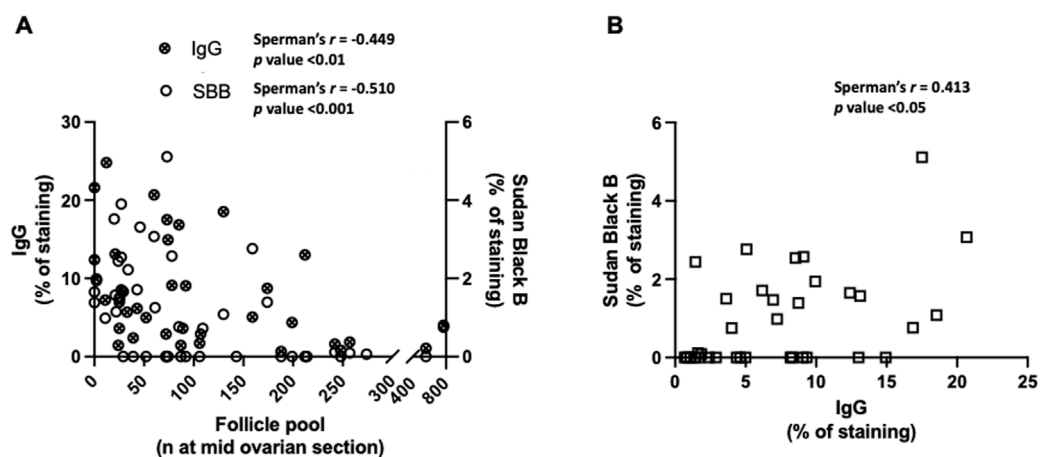 A
IgG
Sperman's r = -0.449
p value <0.01
SBB
Sperman's r = -0.510
p value <0.001
30
20
10
0
IgG
(% of staining)
6
4
2
0
Sudan Black B
(% of staining)
0
50
100
150
200
250
300
400
800
Follicle pool
(n at mid ovarian section)
B
Sperman's r = 0.413
p value <0.05
6
4
2
0
Sudan Black B
(% of staining)
0
5
10
15
20
25
IgG
(% of staining)